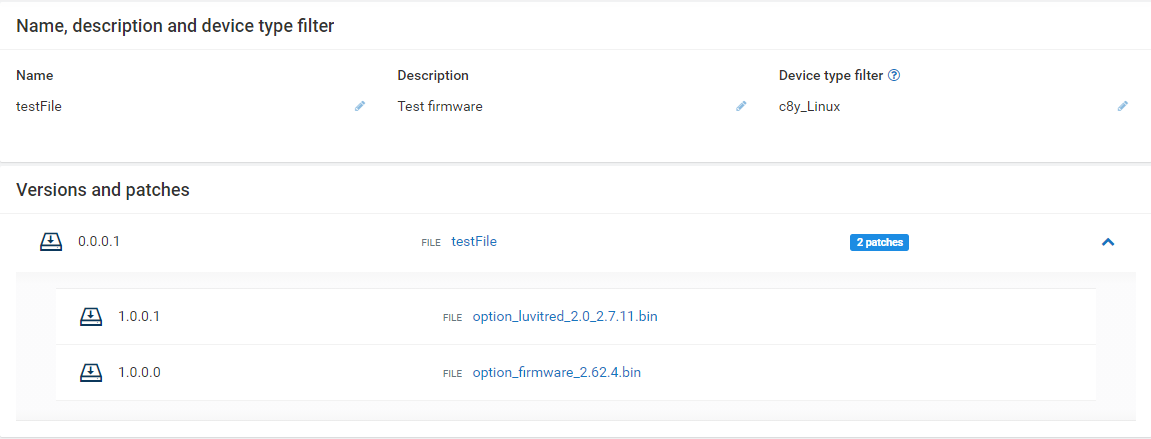 Name, description and device type filter
Name Description Device type filter ?
testFile Test firmware c8y_Linux
Versions and patches
0.0.0.1 FILE testFile 2 patches
1.0.0.1 FILE option_luvitred_2.0_2.7.11.bin
1.0.0.0 FILE option_firmware_2.62.4.bin